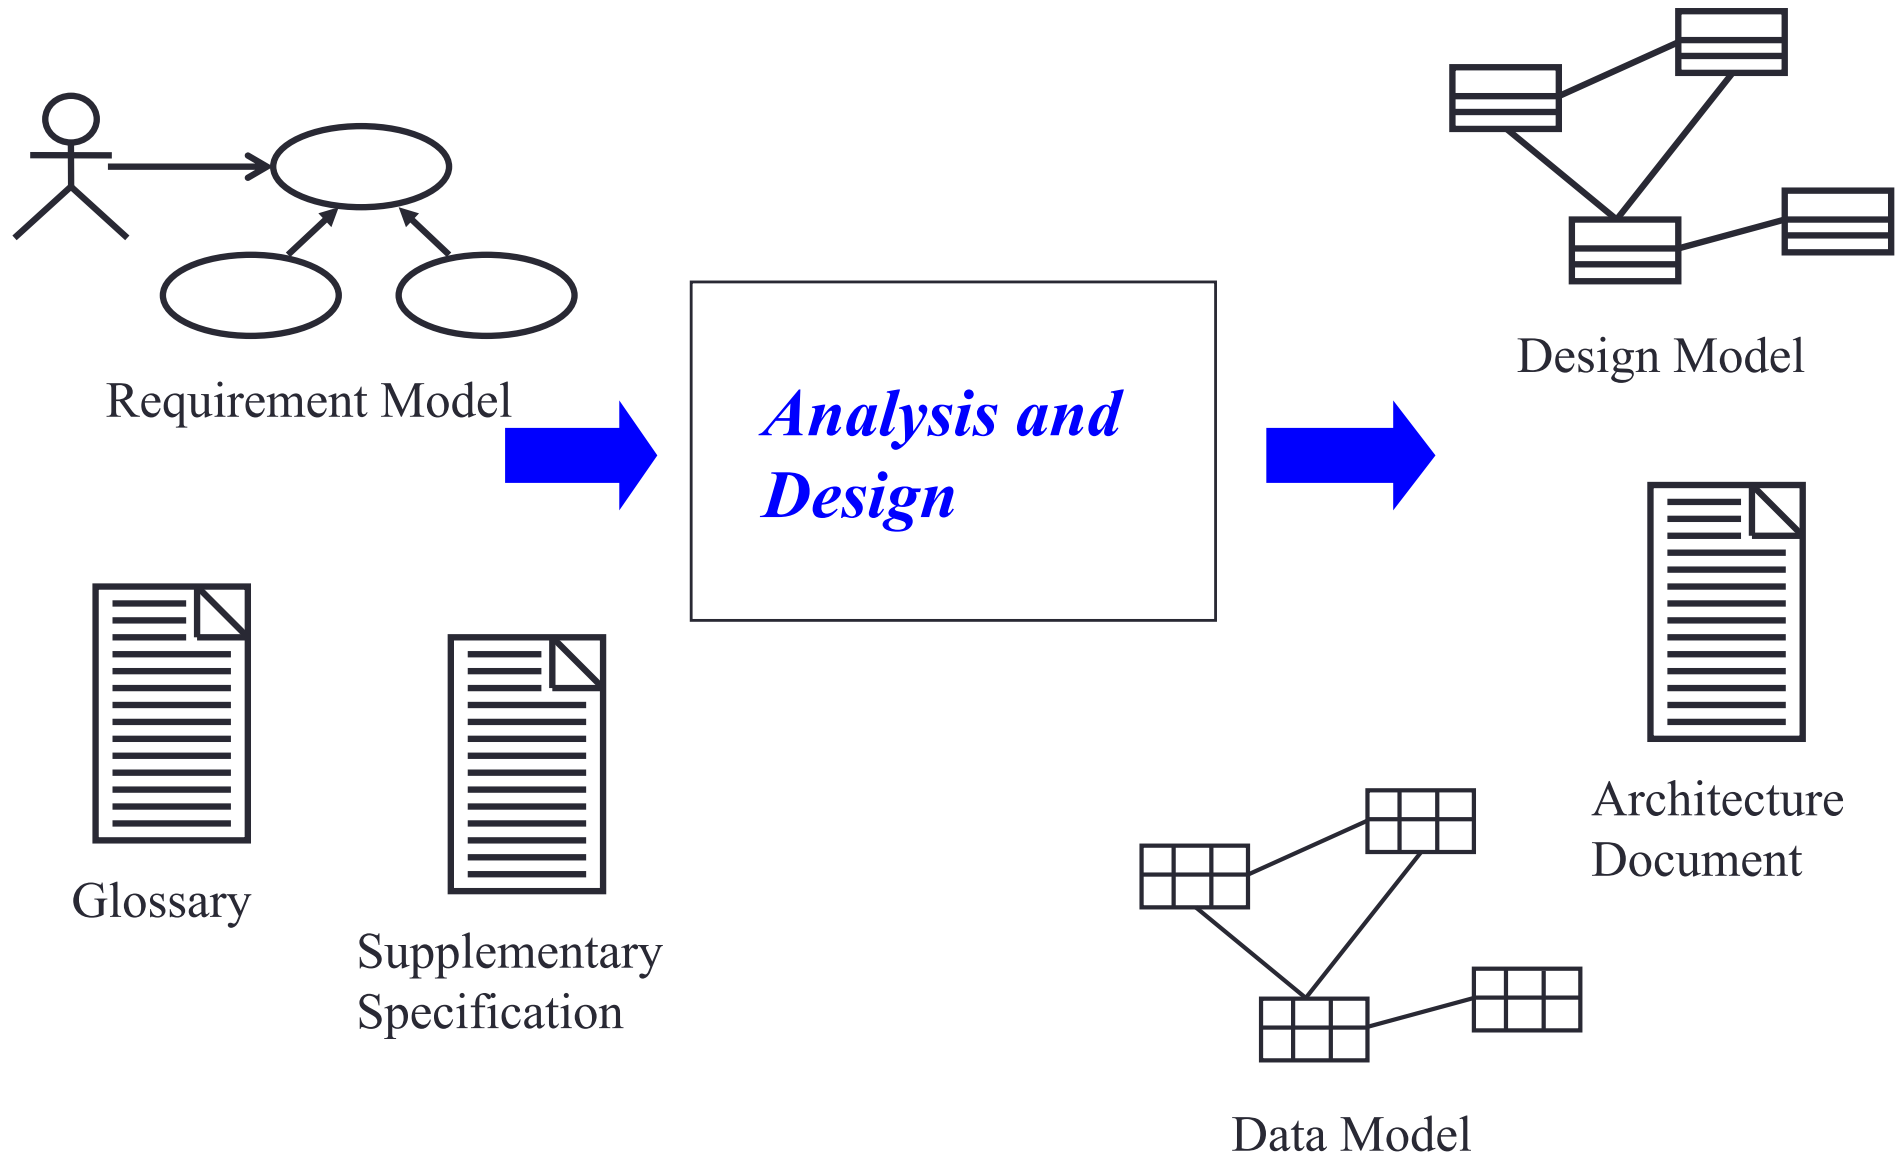 Requirement Model
Glossary
Supplementary
Specification
Analysis and
Design
Design Model
Architecture
Document
Data Model